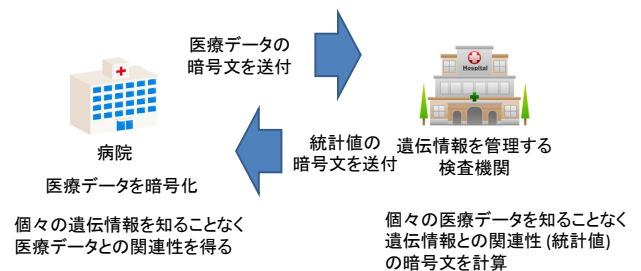 医療データの
暗号文を送付
Hospital
統計値の
暗号文を送付
病院
医療データを暗号化
遺伝情報を管理する
検査機関
個々の遺伝情報を知ることなく
医療データとの関連性を得る
個々の医療データを知ることなく
遺伝情報との関連性 (統計値)
の暗号文を計算